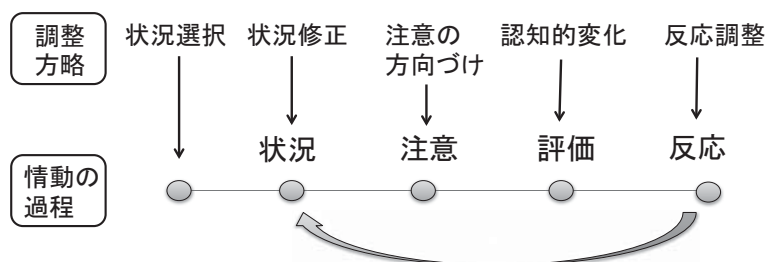 調整
方略
状況選択
状況修正
注意の
方向づけ
認知的変化
反応調整
状況
注意
評価
反応
情動の
過程